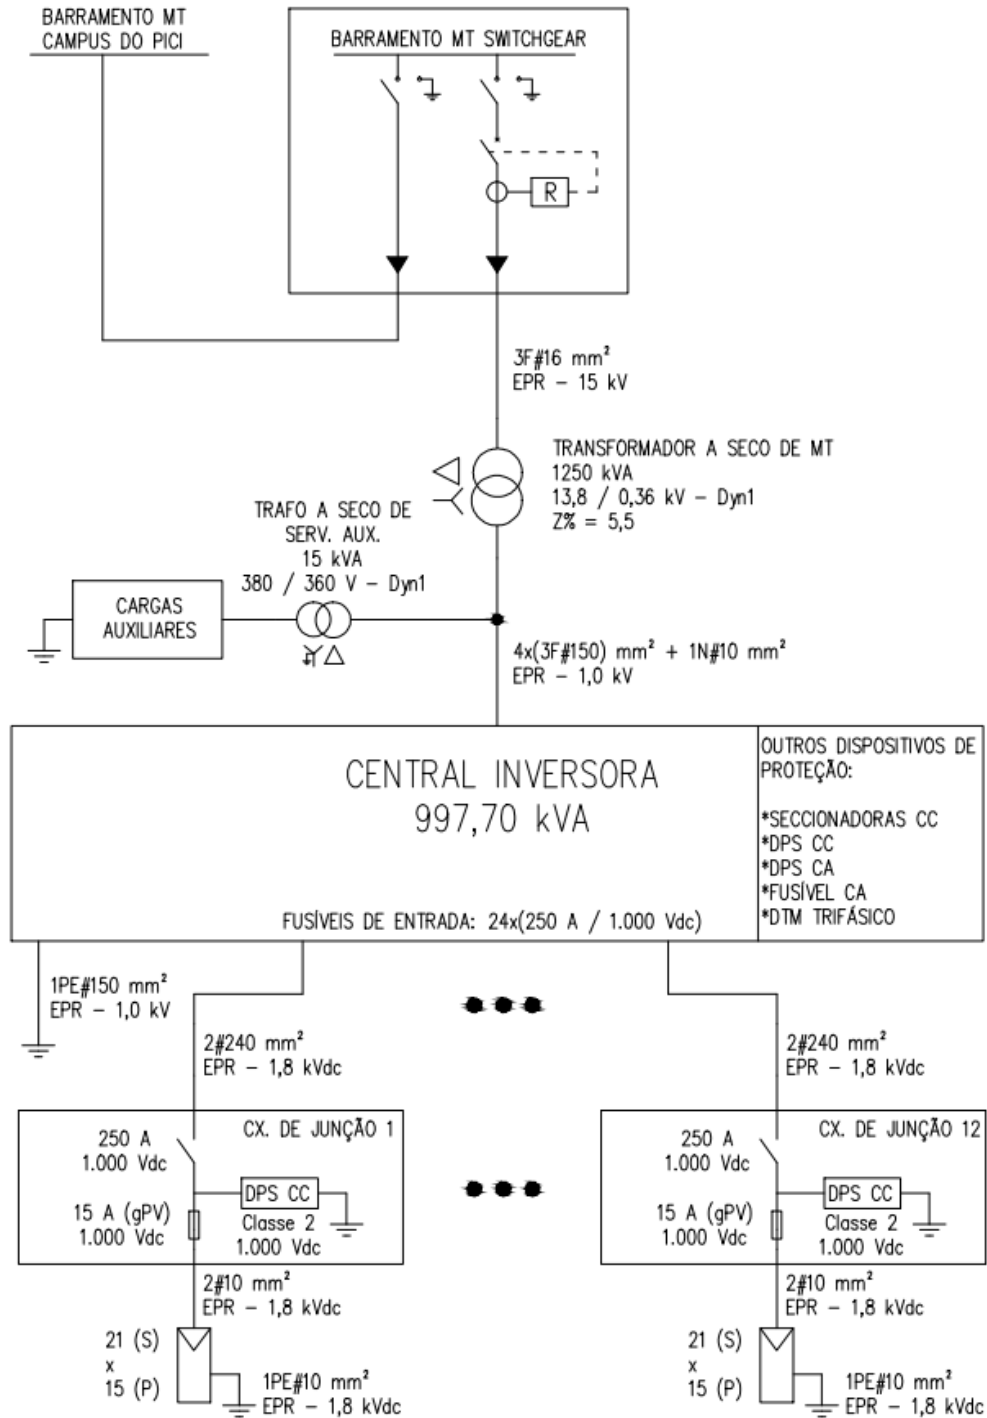 BARRAMENTO MT
CAMPUS DO PICI
BARRAMENTO MT SWITCHGEAR
R
3F#16 mm²
EPR – 15 kV
TRANSFORMADOR A SECO DE MT
1250 kVA
13,8 / 0,36 kV – Dyn1
Z% = 5,5
TRAFO A SECO DE
SERV. AUX.
15 kVA
380 / 360 V – Dyn1
CARGAS
AUXILIARES
4x(3F#150) mm² + 1N#10 mm²
EPR – 1,0 kV
CENTRAL INVERSORA
997,70 kVA
FUSÍVEIS DE ENTRADA: 24x(250 A / 1.000 Vdc)
OUTROS DISPOSITIVOS DE
PROTEÇÃO:
*SECCIONADORAS CC
*DPS CC
*DPS CA
*FUSÍVEL CA
*DTM TRIFÁSICO
1PE#150 mm²
EPR – 1,0 kV
2#240 mm²
EPR – 1,8 kVdc
2#240 mm²
EPR – 1,8 kVdc
CX. DE JUNÇÃO 1
250 A
1.000 Vdc
DPS CC
Classe 2
1.000 Vdc
15 A (gPV)
1.000 Vdc
CX. DE JUNÇÃO 12
250 A
1.000 Vdc
DPS CC
Classe 2
1.000 Vdc
15 A (gPV)
1.000 Vdc
2#10 mm²
EPR – 1,8 kVdc
21 (S)
x
15 (P)
1PE#10 mm²
EPR – 1,8 kVdc
2#10 mm²
EPR – 1,8 kVdc
21 (S)
x
15 (P)
1PE#10 mm²
EPR – 1,8 kVdc